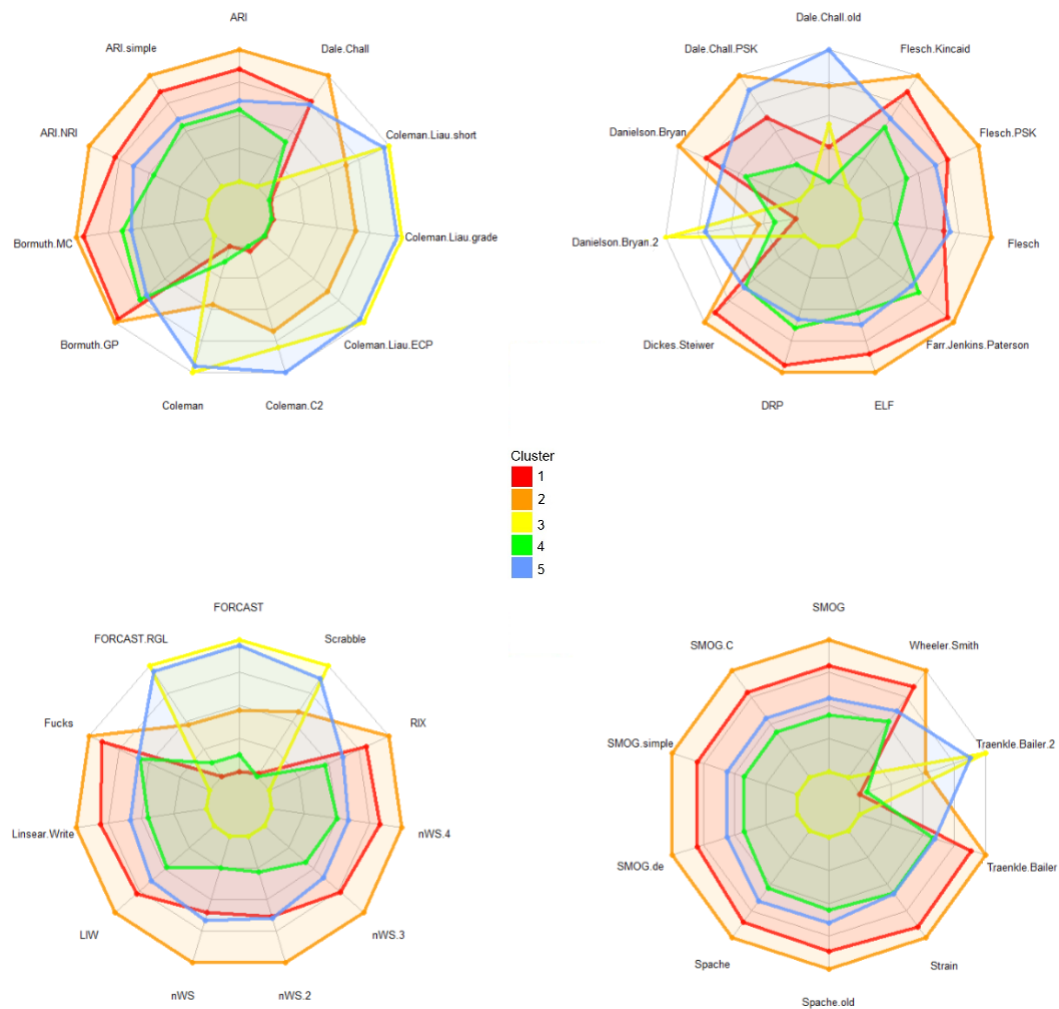 ARI
Dale.Chall.old
ARI.simple
Dale.Chall
Dale.Chall.PSK
Flesch.Kincaid
ARI.NRI
Coleman.Liau.short
Danielson.Bryan
Flesch.PSK
Bormuth.MC
Coleman.Liau.grade
Danielson.Bryan.2
Flesch
Bormuth.GP
Coleman.Liau.ECP
Dickes.Steiwer
Farr.Jenkins.Paterson
Coleman
Coleman.C2
DRP
ELF
Cluster
1
2
3
4
5
FORCAST
SMOG
FORCAST.RGL
Scrabble
SMOG.C
Wheeler.Smith
Fucks
RIX
SMOG.simple
Traenkle.Bailer.2
Linsear.Write
nWS.4
SMOG.de
Traenkle.Bailer
LIW
nWS.3
Spache
Strain
nWS
nWS.2
Spache.old